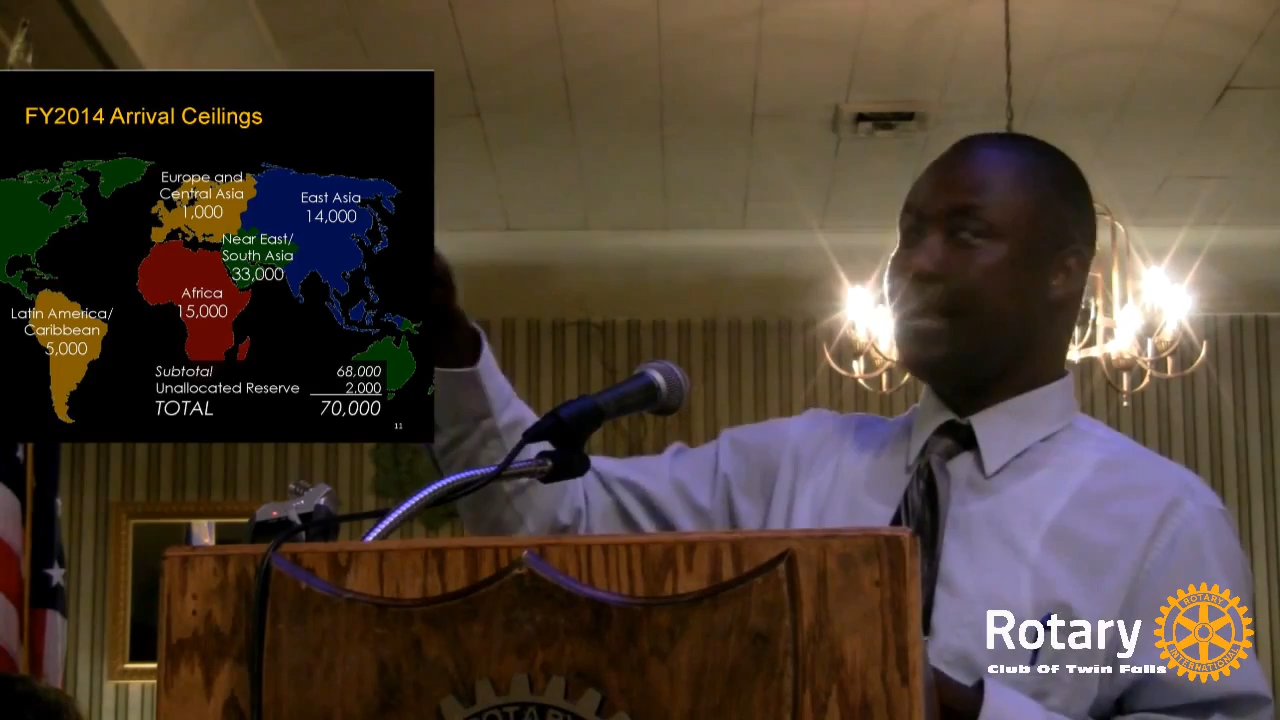 FY2014 Arrival Ceilings
Europe and
Central Asia
1,000
East Asia
14,000
Near East/
South Asia
33,000
Africa
15,000
Latin America/
Caribbean
5,000
Subtotal 68,000
Unallocated Reserve 2,000
TOTAL 70,000
11
Rotary
Club Of Twin Falls
ROTARY
INTERNATIONAL
ROTARY